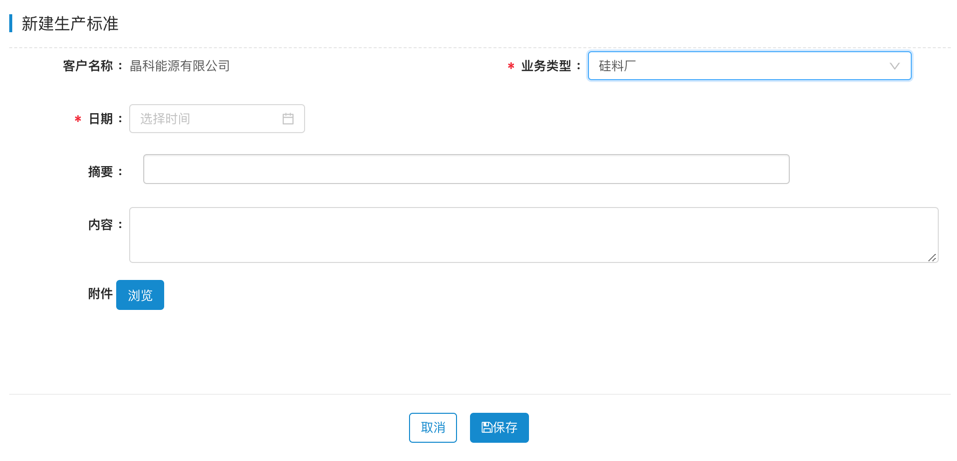 新建生产标准
客户名称： 晶科能源有限公司
* 业务类型： 硅料厂
* 日期： 选择时间
摘要：
内容：
附件 浏览
取消 保存